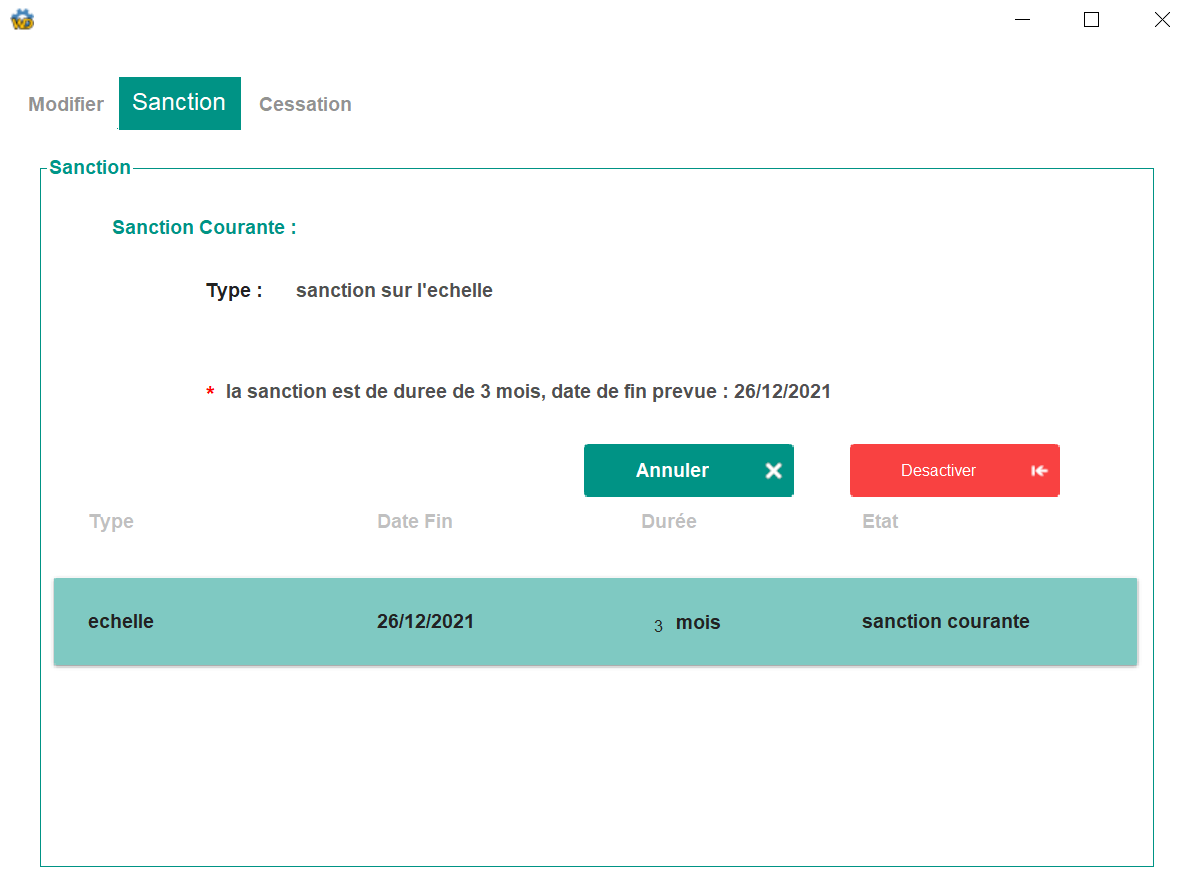 Modifier Sanction Cessation
Sanction
Sanction Courante :
Type : sanction sur l'echelle
* la sanction est de duree de 3 mois, date de fin prevue : 26/12/2021
Annuler Desactiver
Type Date Fin Durée Etat
echelle 26/12/2021 3 mois sanction courante